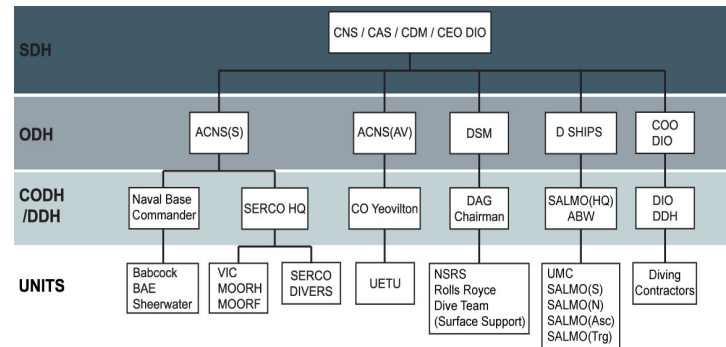 SDH
CNS / CAS / CDM / CEO DIO
ODH
ACNS(S)
ACNS(AV)
DSM
D SHIPS
COO
DIO
CODH
/DDH
Naval Base
Commander
SERCO HQ
CO Yeovilton
DAG
Chairman
SALMO(HQ)
ABW
DIO
DDH
UNITS
Babcock
BAE
Sheerwater
VIC
MOORH
MOORF
SERCO
DIVERS
UETU
NSRS
Rolls Royce
Dive Team
(Surface Support)
UMC
SALMO(S)
SALMO(N)
SALMO(Asc)
SALMO(Trg)
Diving
Contractors